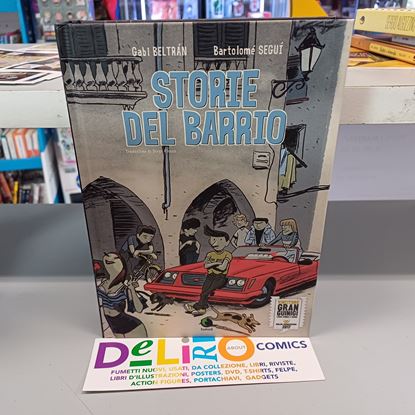 Gabi BELTRÁN
Bartolomé SEGUÍ
STORIE
DEL BARRIO
GRAN
GUINIGI
DeLiRiO ABOUT COMICS
FUMETTI NUOVI, USATI, DA COLLEZIONE, LIBRI, RIVISTE,
LIBRI D'ILLUSTRAZIONI, POSTERS, DVD, T-SHIRTS, FELPE,
ACTION FIGURES, PORTACHIAVI, GADGETS